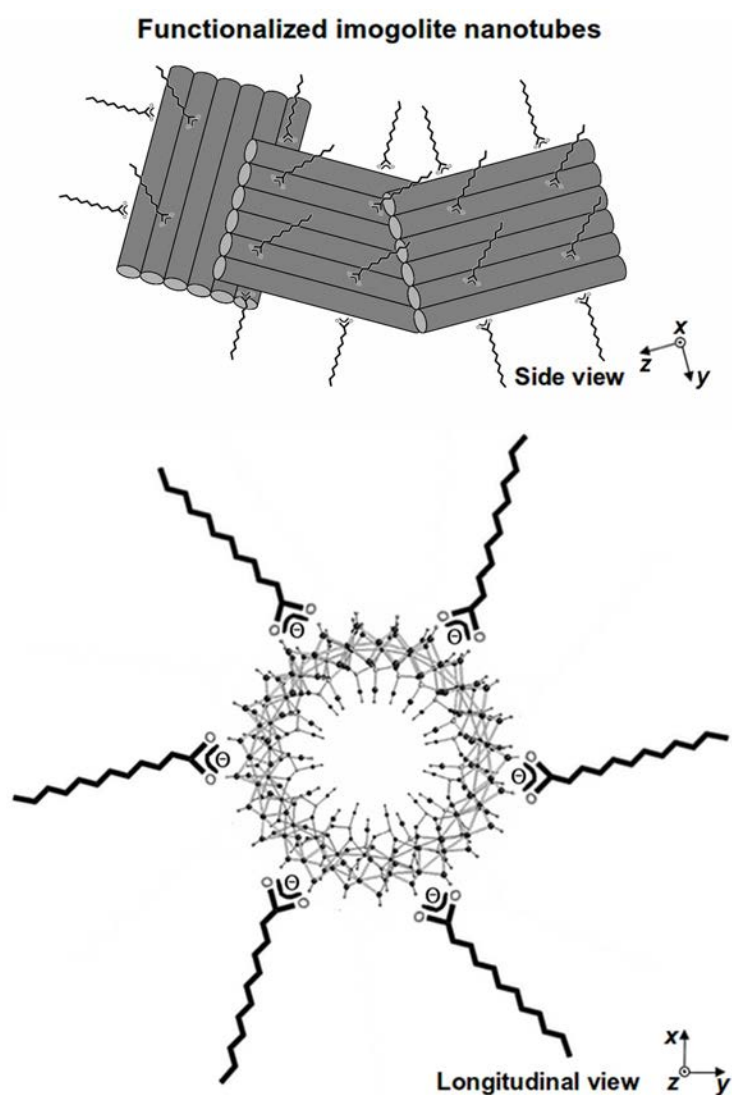 Functionalized imogolite nanotubes
x
z
y
Side view
O
O
Θ
O
Θ
O
O
Θ
O
O
Θ
O
O
Θ
O
O
Θ
O
x
Longitudinal view
z
y